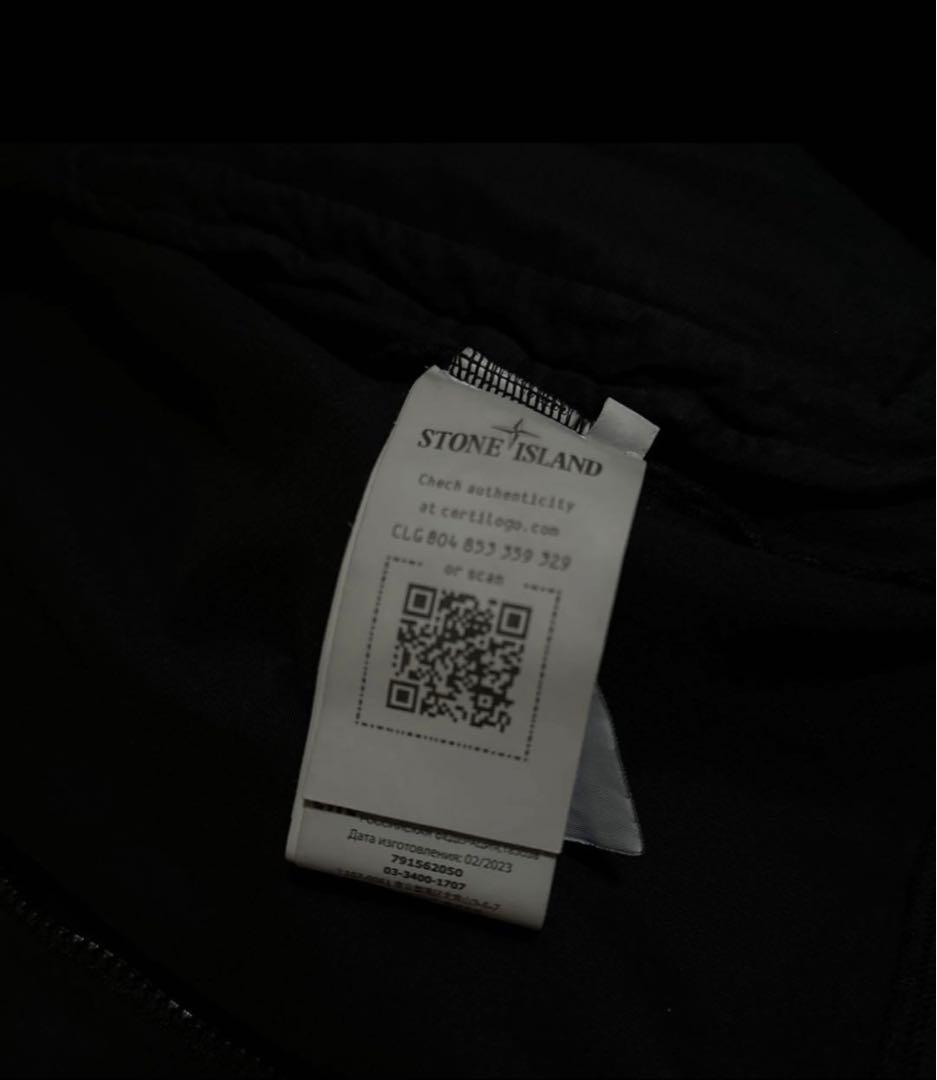 STONE ISLAND
Chech authenticity
at certilogo.com
CLG 804 853 359 329
or scan
Дата изготовления: 02/2023
791562050
03-3400-1707